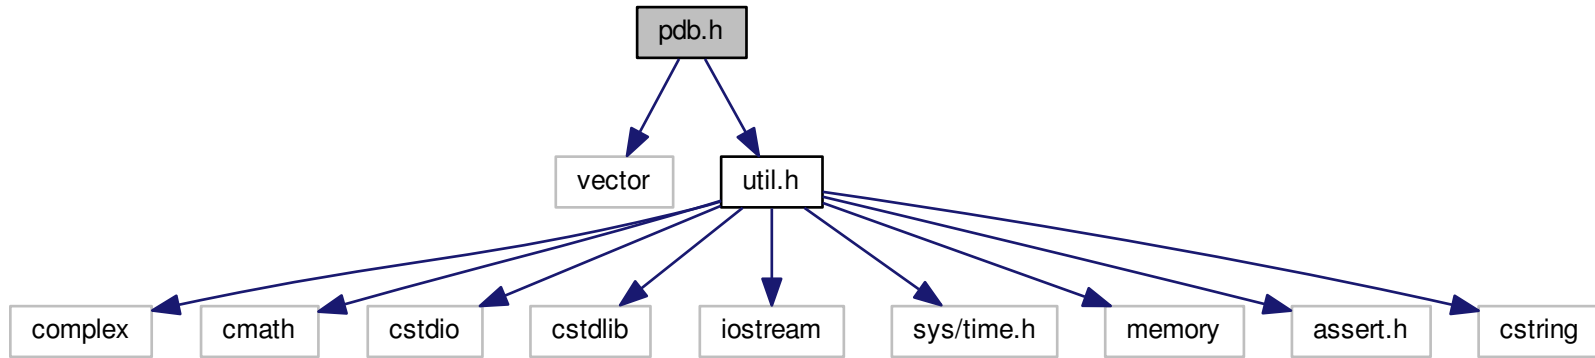 pdb.h
vector
util.h
complex
cmath
cstdio
cstdlib
iostream
sys/time.h
memory
assert.h
cstring